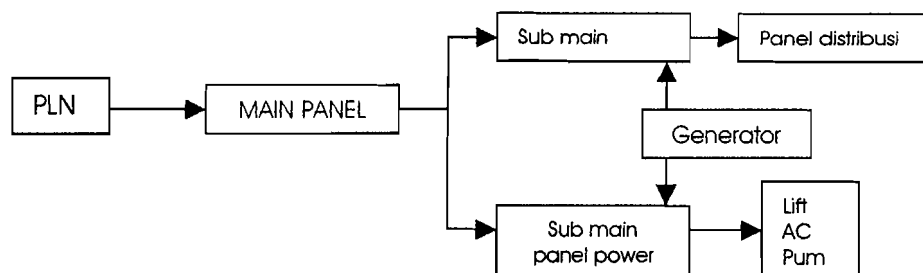 Sub main
Panel distribusi
PLN
MAIN PANEL
Generator
Sub main
panel power
Lift
AC
Pum